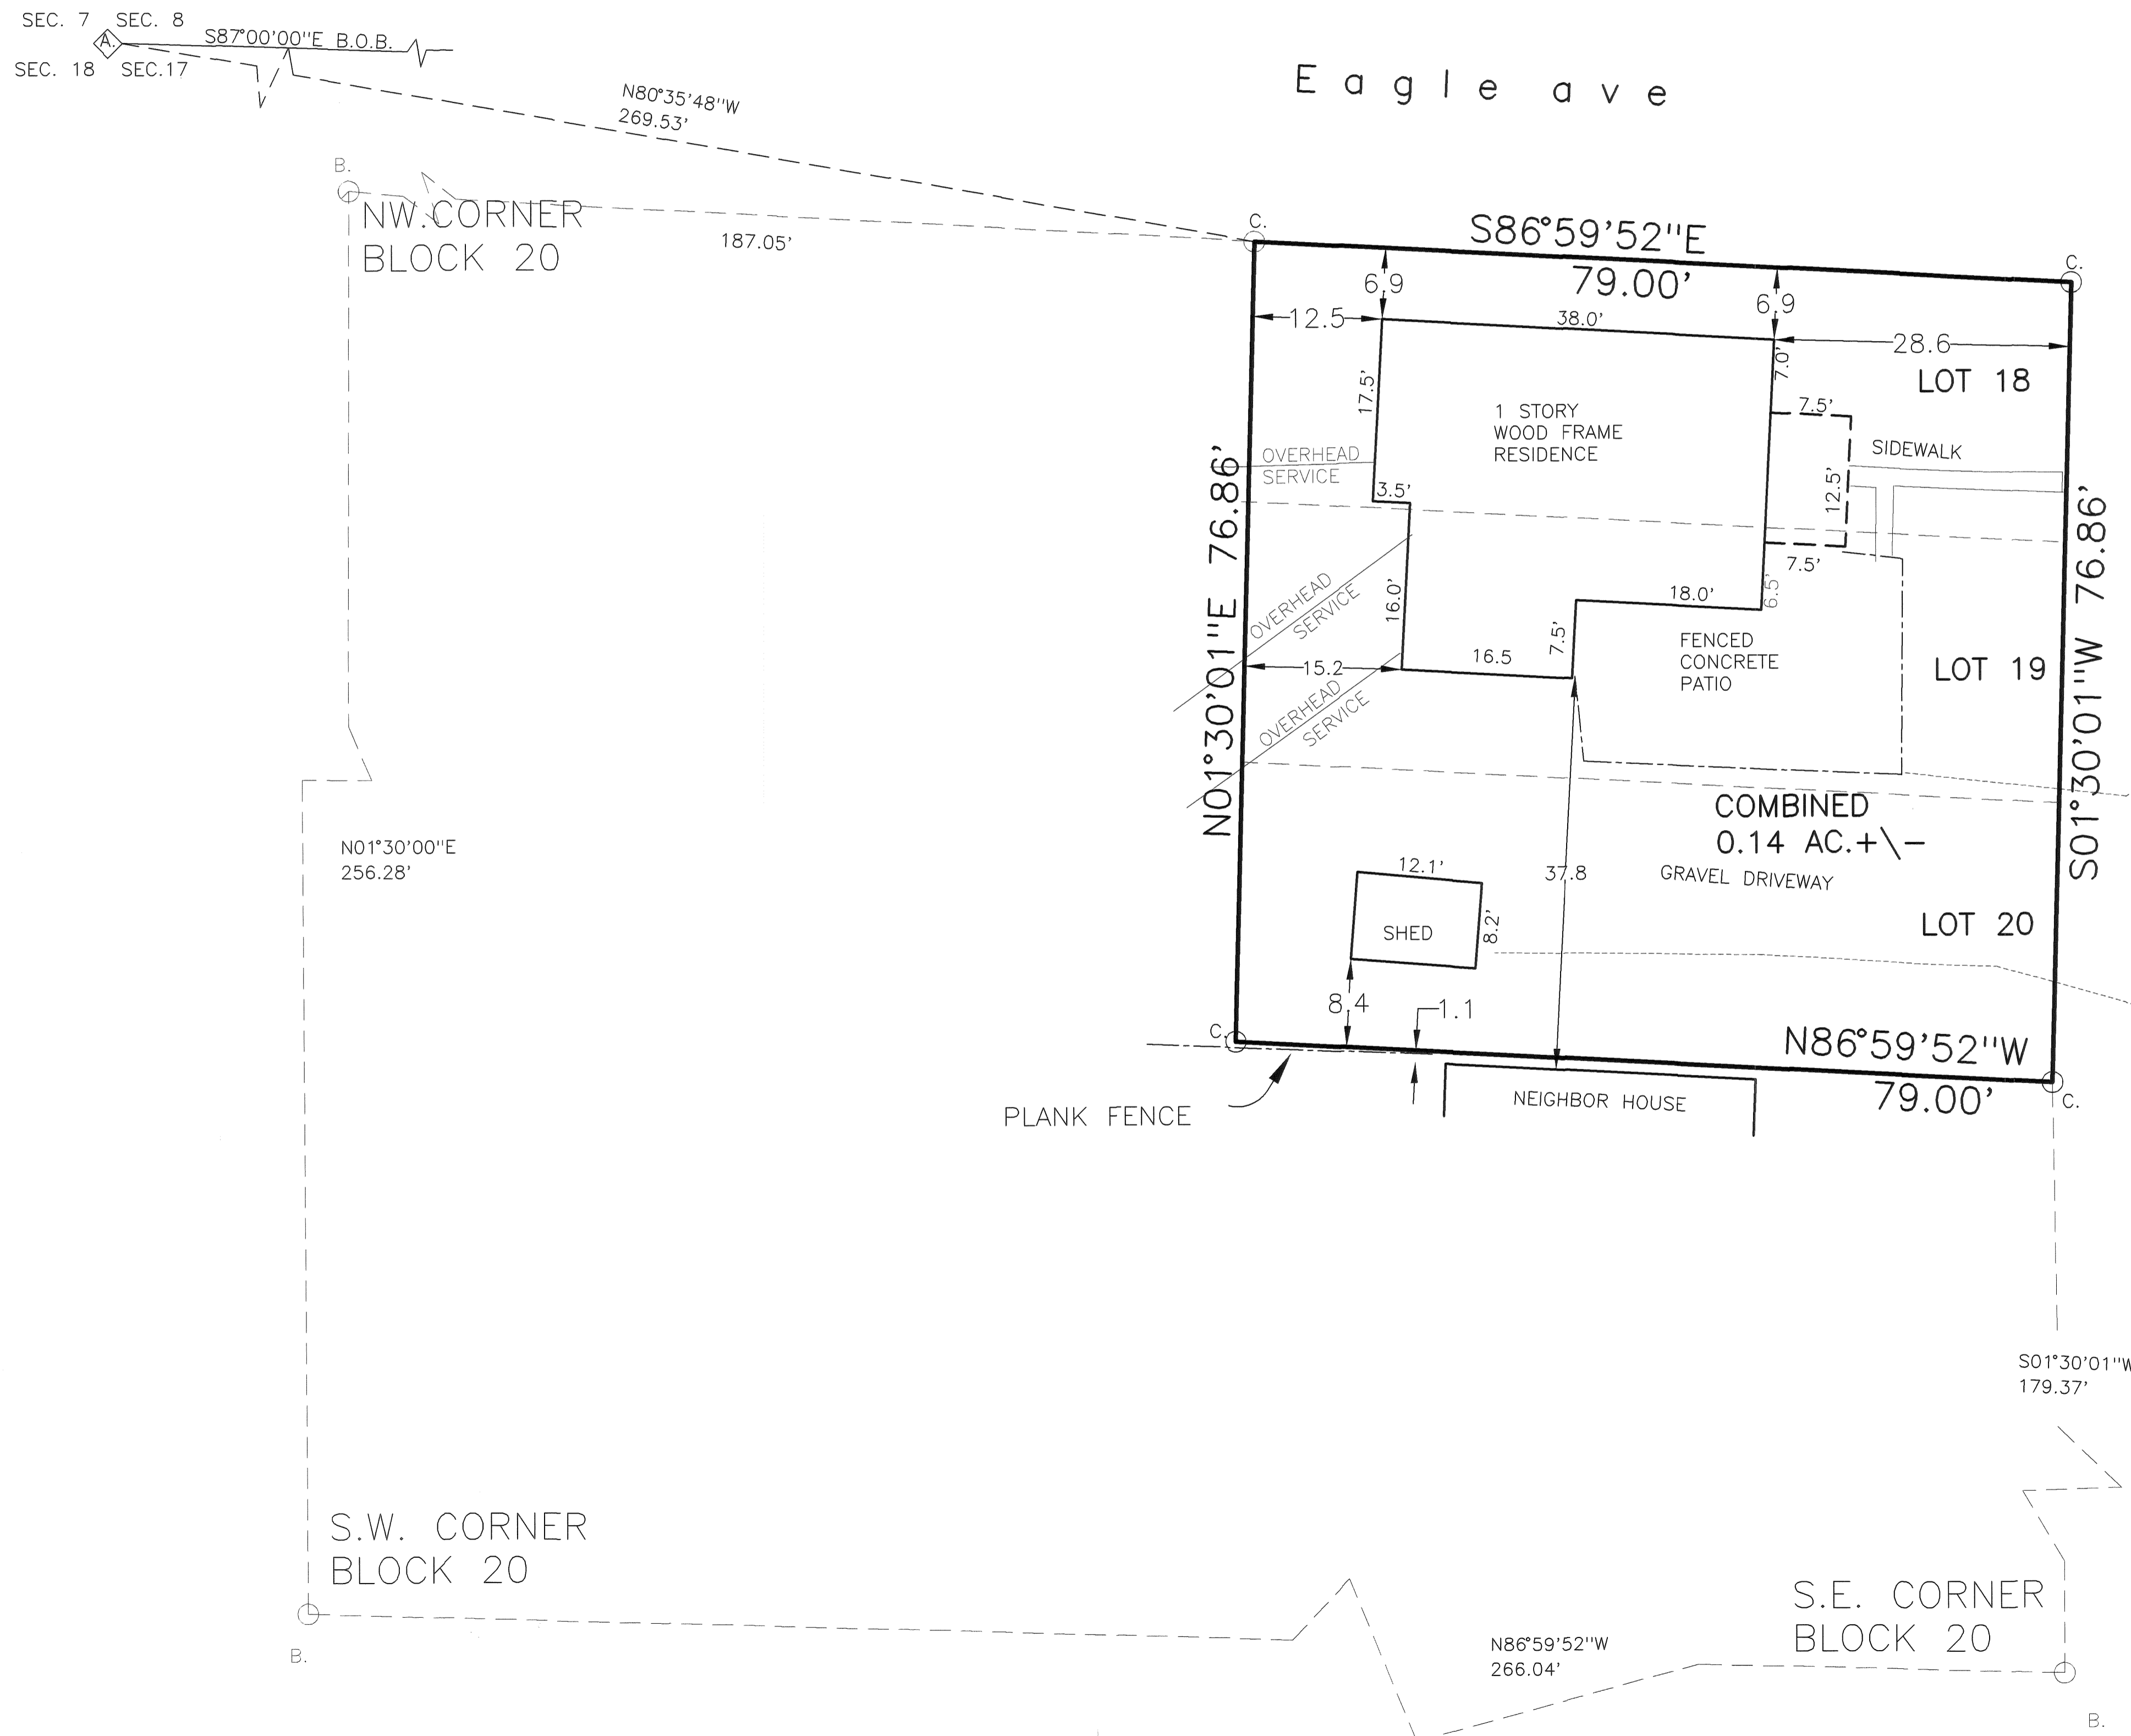 SEC. 7 SEC. 8
A.
S87°00'00"E B.O.B.
SEC. 18 SEC.17
Eagle ave
N80°35'48"W
269.53'
B.
NW.CORNER
BLOCK 20
187.05'
C.
S86°59'52"E
79.00'
C.
6.9
6.9
12.5
38.0'
28.6
7.0'
LOT 18
17.5'
1 STORY
WOOD FRAME
RESIDENCE
7.5'
SIDEWALK
OVERHEAD
SERVICE
12.5'
3.5'
N01°30'01"E 76.86'
S01°30'01"W 76.86'
7.5'
OVERHEAD
SERVICE
16.0'
18.0'
6.5'
7.5'
FENCED
CONCRETE
PATIO
16.5
15.2
LOT 19
OVERHEAD
SERVICE
COMBINED
0.14 AC.+\-
GRAVEL DRIVEWAY
N01°30'00"E
256.28'
12.1'
37.8
SHED
8.2'
LOT 20
8.4
1.1
C.
N86°59'52"W
79.00'
C.
PLANK FENCE
NEIGHBOR HOUSE
S01°30'01"W
179.37'
S.W. CORNER
BLOCK 20
S.E. CORNER
BLOCK 20
B.
N86°59'52"W
266.04'
B.